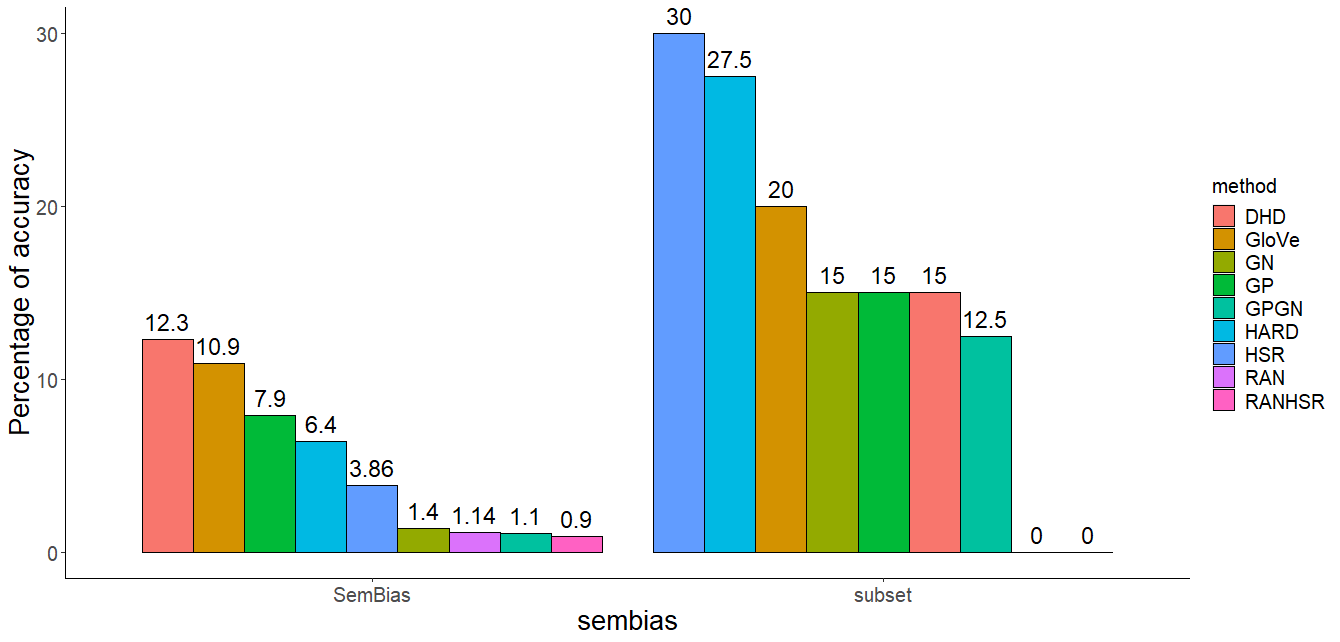 Percentage of accuracy
30
20
10
0
12.3
10.9
7.9
6.4
3.86
1.4
1.14
1.1
0.9
30
27.5
20
15
15
15
12.5
0
0
SemBias
subset
sembias
method
DHD
GloVe
GN
GP
GPGN
HARD
HSR
RAN
RANHSR